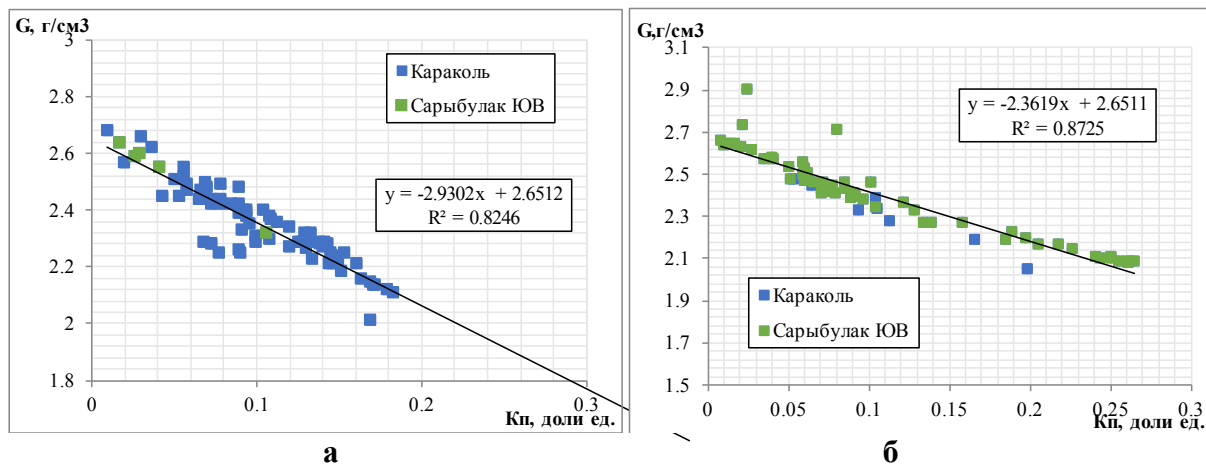 G, г/см3
3
2.8
2.6
2.4
2.2
2
1.8
0
0.1
0.2
0.3
Караколь
Сарыбулак ЮВ
y = -2.9302x + 2.6512
R² = 0.8246
Кп, доли ед.
а
G,г/см3
3.1
2.9
2.7
2.5
2.3
2.1
1.9
1.7
1.5
0
0.05
0.1
0.15
0.2
0.25
0.3
y = -2.3619x + 2.6511
R² = 0.8725
Караколь
Сарыбулак ЮВ
Кп, доли ед.
б